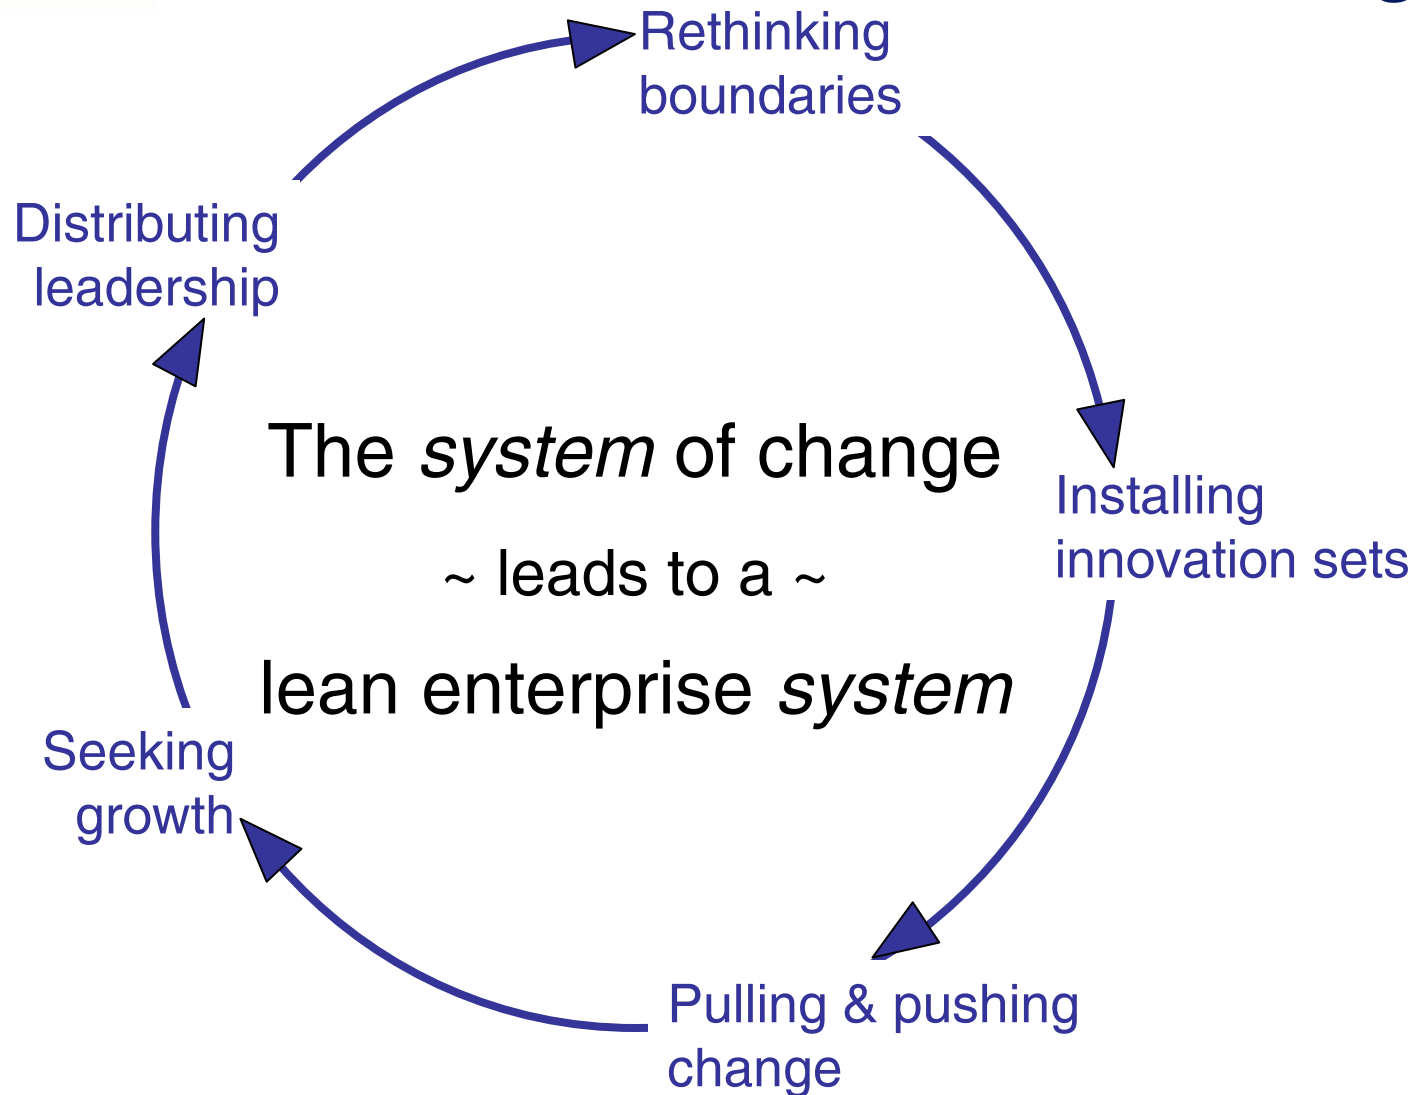 Rethinking
boundaries
Distributing
leadership
The system of change
Installing
innovation sets
~ leads to a ~
lean enterprise system
Seeking
growth
Pulling & pushing
change